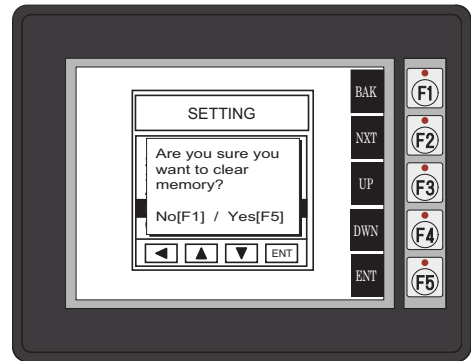 SETTING
Are you sure you
want to clear
memory?
No[F1] / Yes[F5]
ENT
BAK
NXT
UP
DWN
ENT
F1
F2
F3
F4
F5